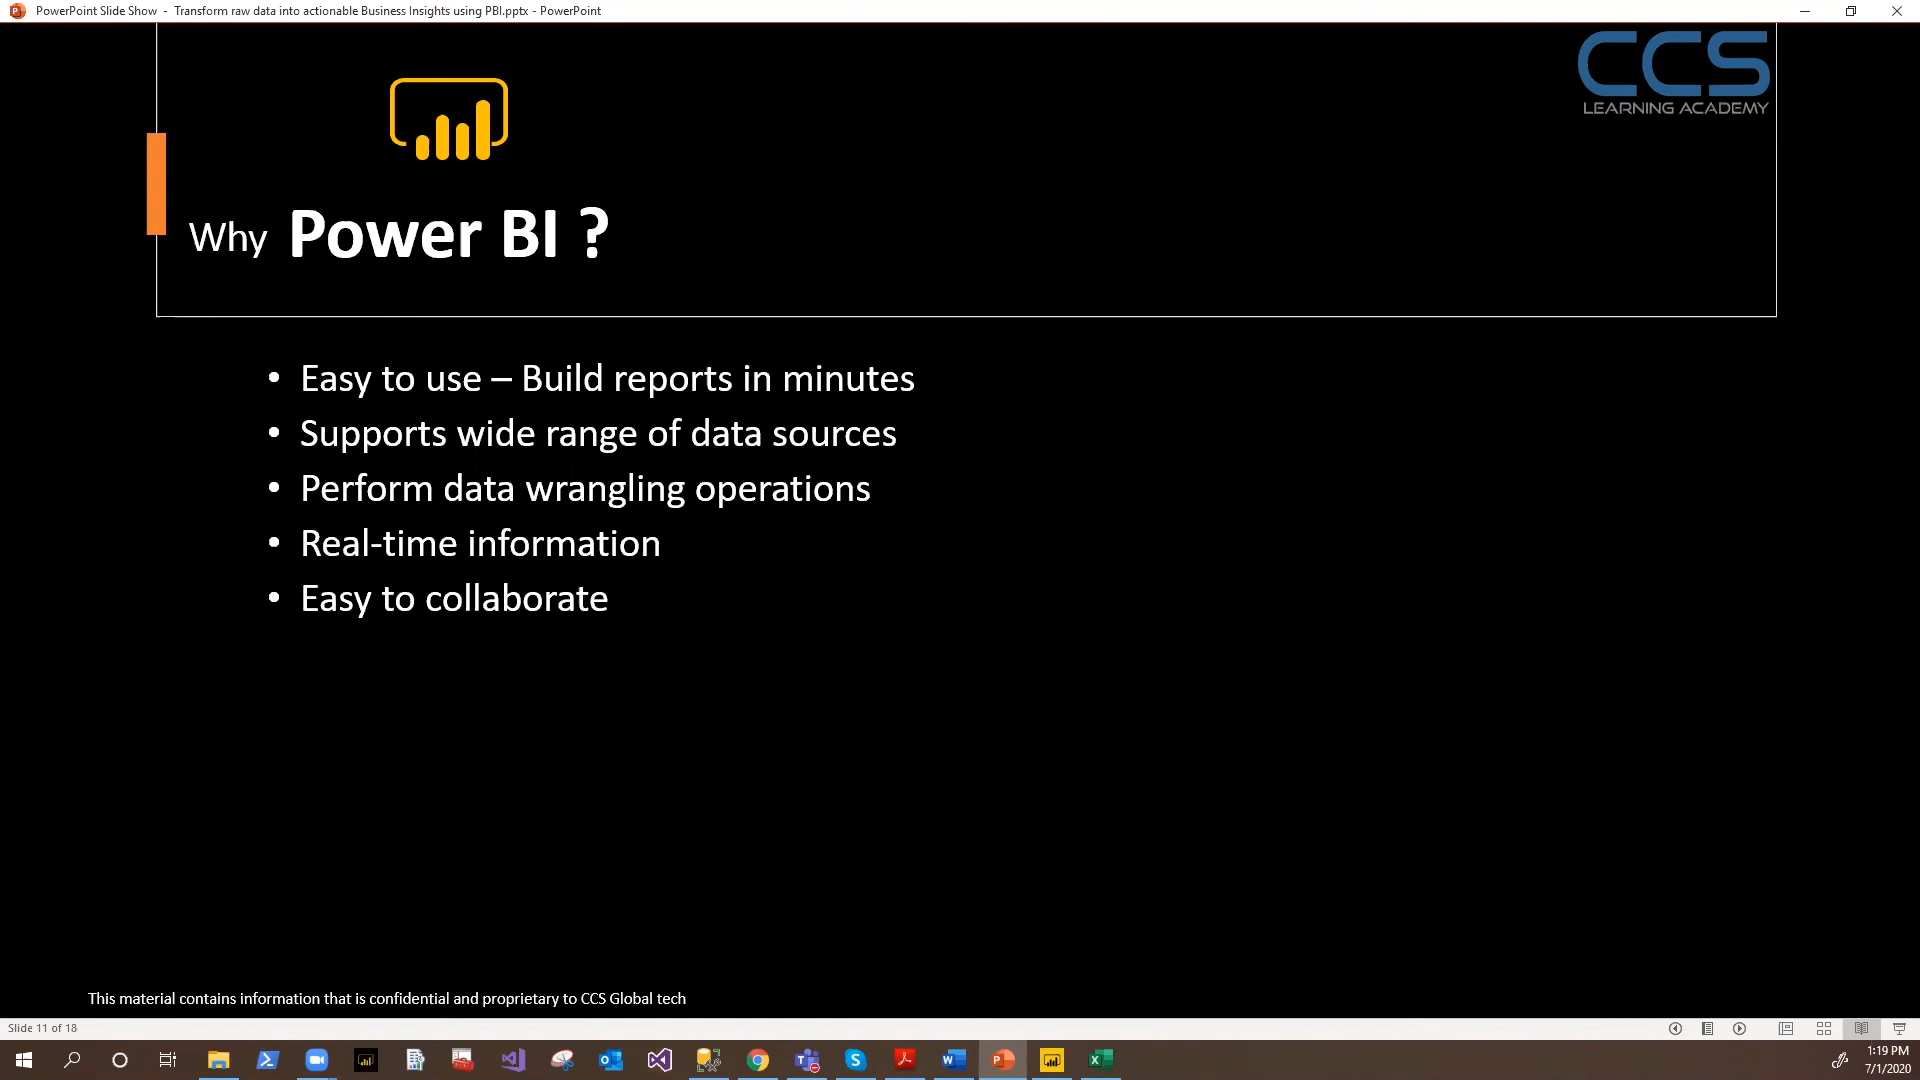 PowerPoint Slide Show - Transform raw data into actionable Business Insights using PBI.pptx - PowerPoint
CCS
LEARNING ACADEMY
Why Power BI ?
• Easy to use – Build reports in minutes
• Supports wide range of data sources
• Perform data wrangling operations
• Real-time information
• Easy to collaborate
This material contains information that is confidential and proprietary to CCS Global tech
Slide 11 of 18
1:19 PM
7/1/2020